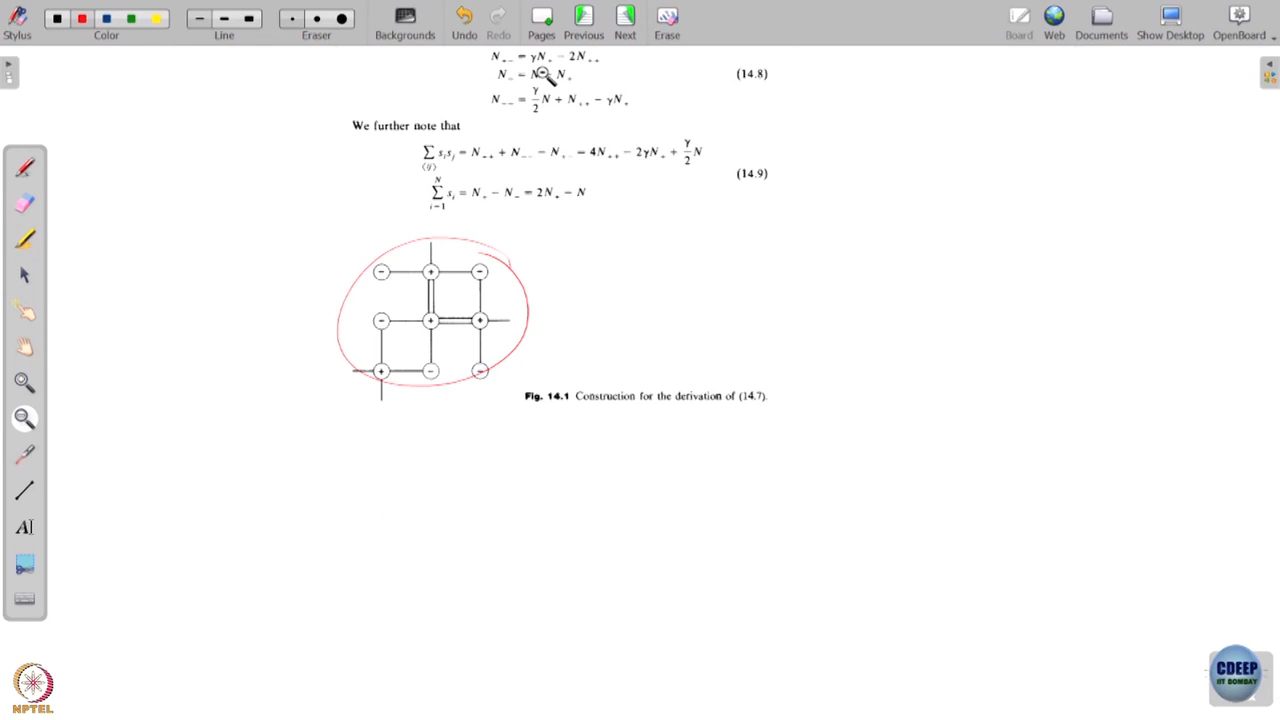 Stylus Color Line Eraser Backgrounds Undo Redo Pages Previous Next Erase Board Web Documents Show Desktop OpenBoard
N₊₋ = γN₊ − 2N₊₊
N₋ = N − N₊ (14.8)
N₋₋ = γ/2 N + N₊₊ − γN₊
We further note that
∑⟨ij⟩ sᵢsⱼ = N₊₊ + N₋₋ − N₊₋ = 4N₊₊ − 2γN₊ + γ/2 N
(14.9)
∑ᵢ₌₁ᴺ sᵢ = N₊ − N₋ = 2N₊ − N
− + −
− + +
+ − −
Fig. 14.1 Construction for the derivation of (14.7).
NPTEL
CDEEP
IIT BOMBAY